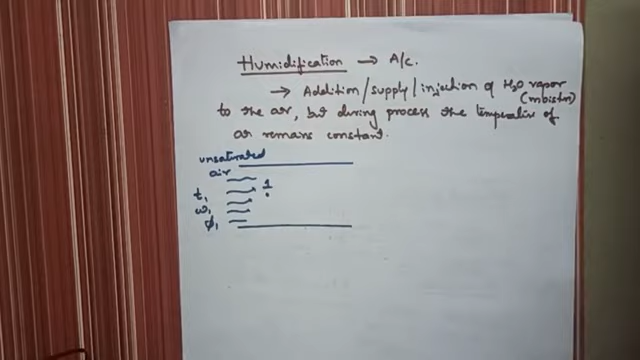 Humidification → A/c.
→ Addition/supply/injection of H₂O vapor
(moisture)
to the air, but during process the temperature of
air remains constant.
unsaturated
air
1
t₁
ω₁
φ₁